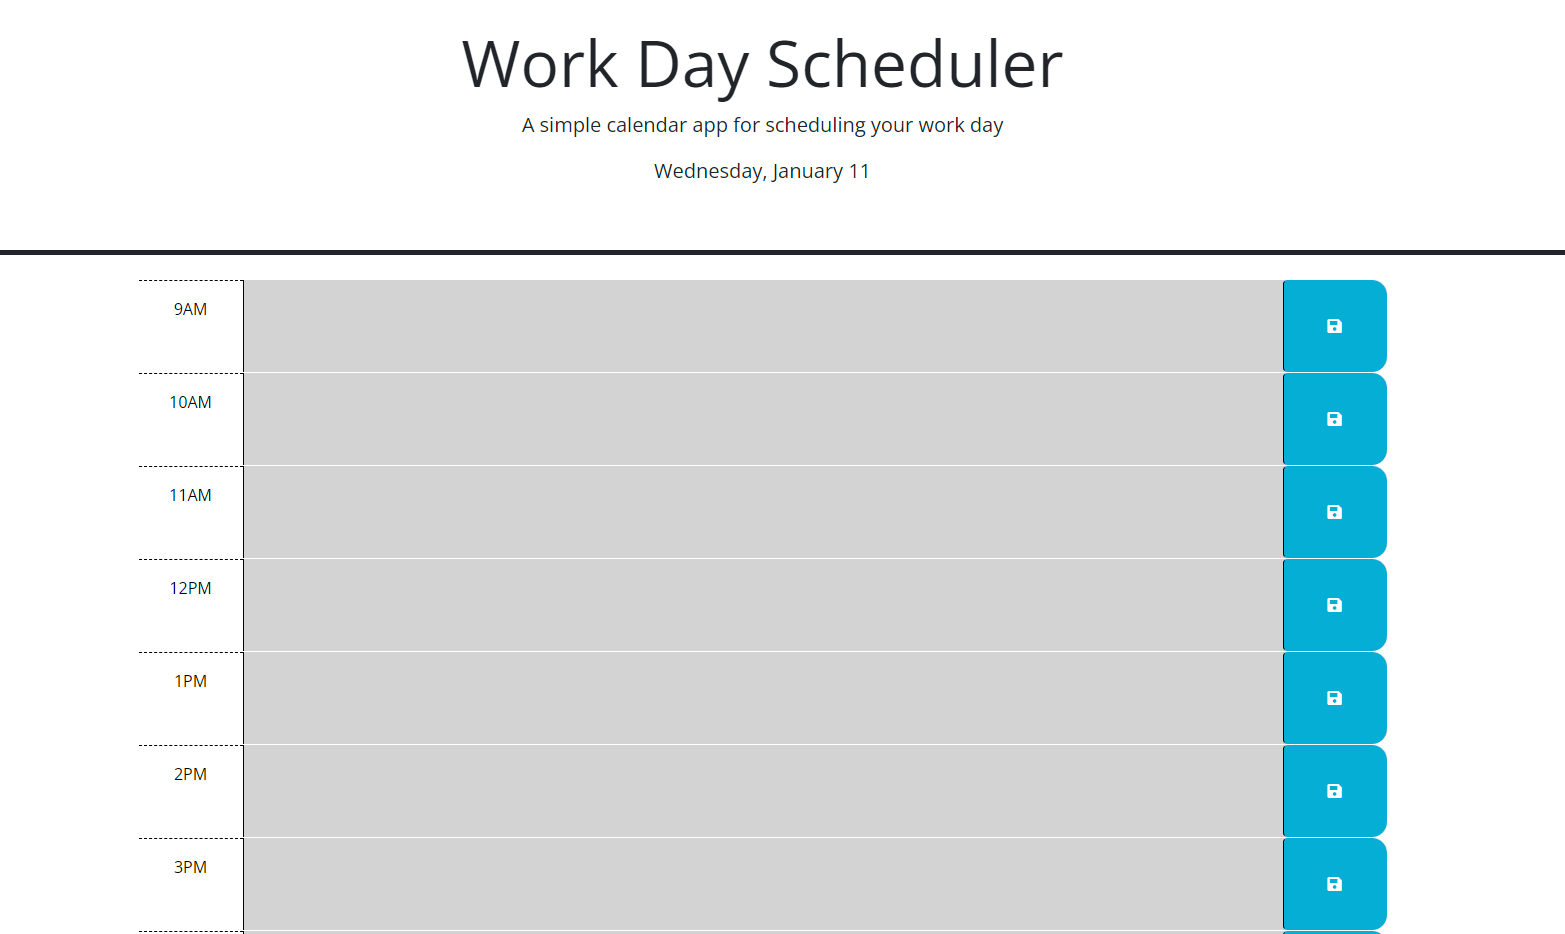 Work Day Scheduler
A simple calendar app for scheduling your work day
Wednesday, January 11
9AM
10AM
11AM
12PM
1PM
2PM
3PM